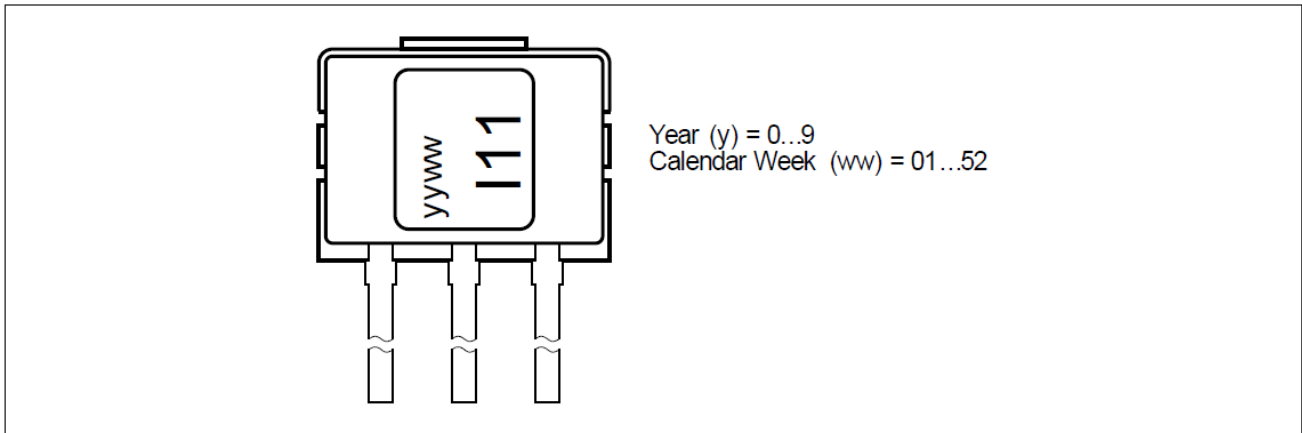 yyww
I11
Year (y) = 0...9
Calendar Week (ww) = 01...52